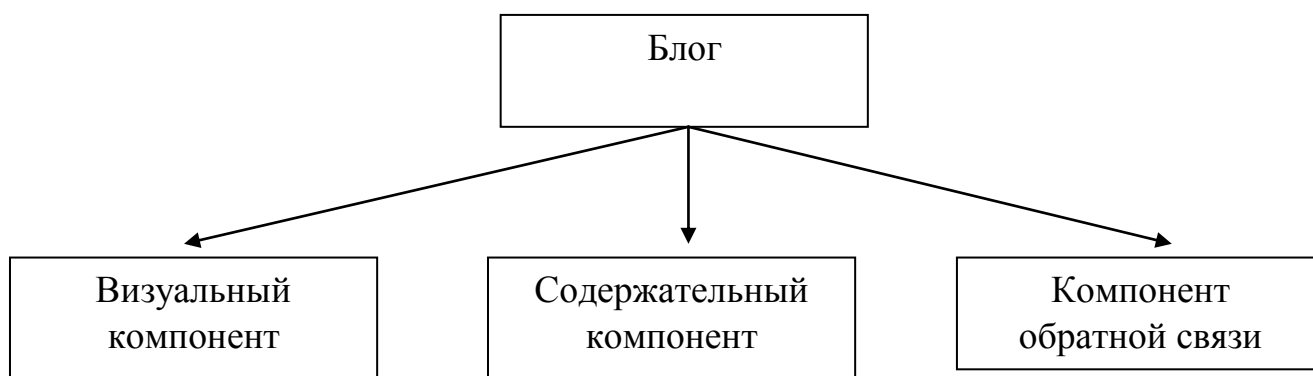 Блог
Визуальный
компонент
Содержательный
компонент
Компонент
обратной связи